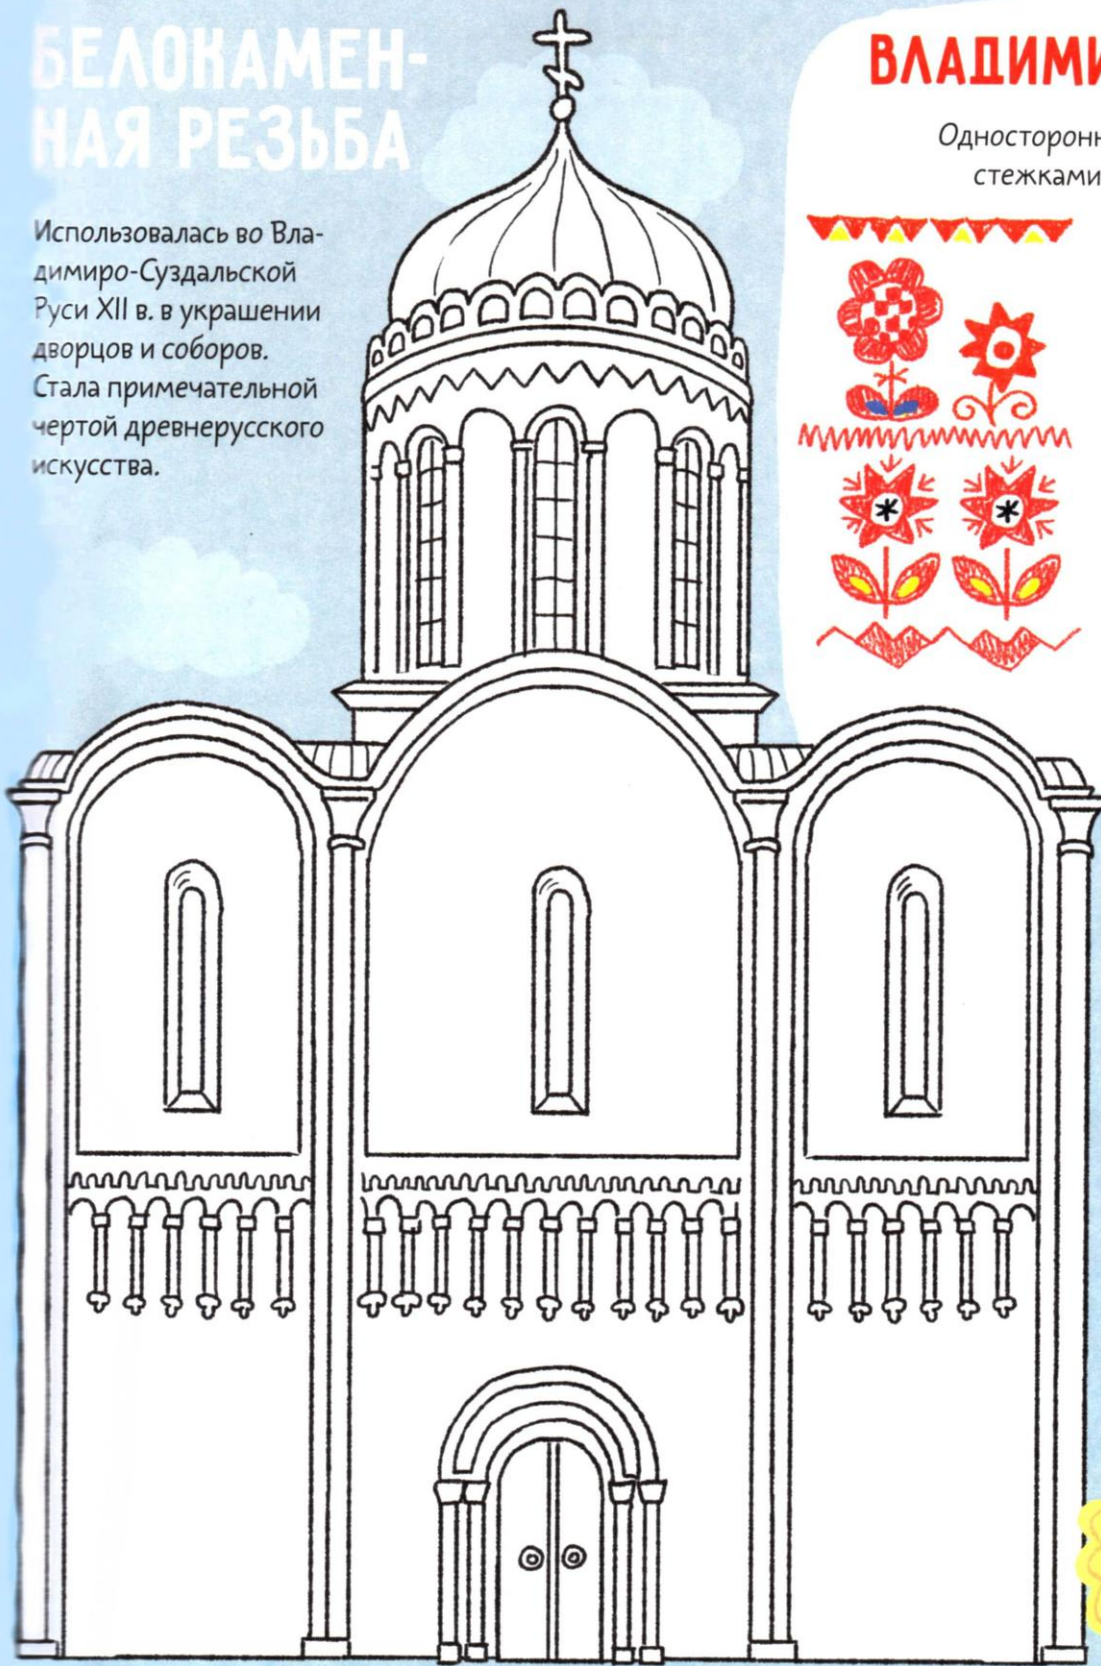 БЕЛОКАМЕН-
НАЯ РЕЗЬБА
Использовалась во Вла-
димиро-Суздальской
Руси XII в. в украшении
дворцов и соборов.
Стала примечательной
чертой древнерусского
искусства.
ВЛАДИМИ
Односторонн
стежками